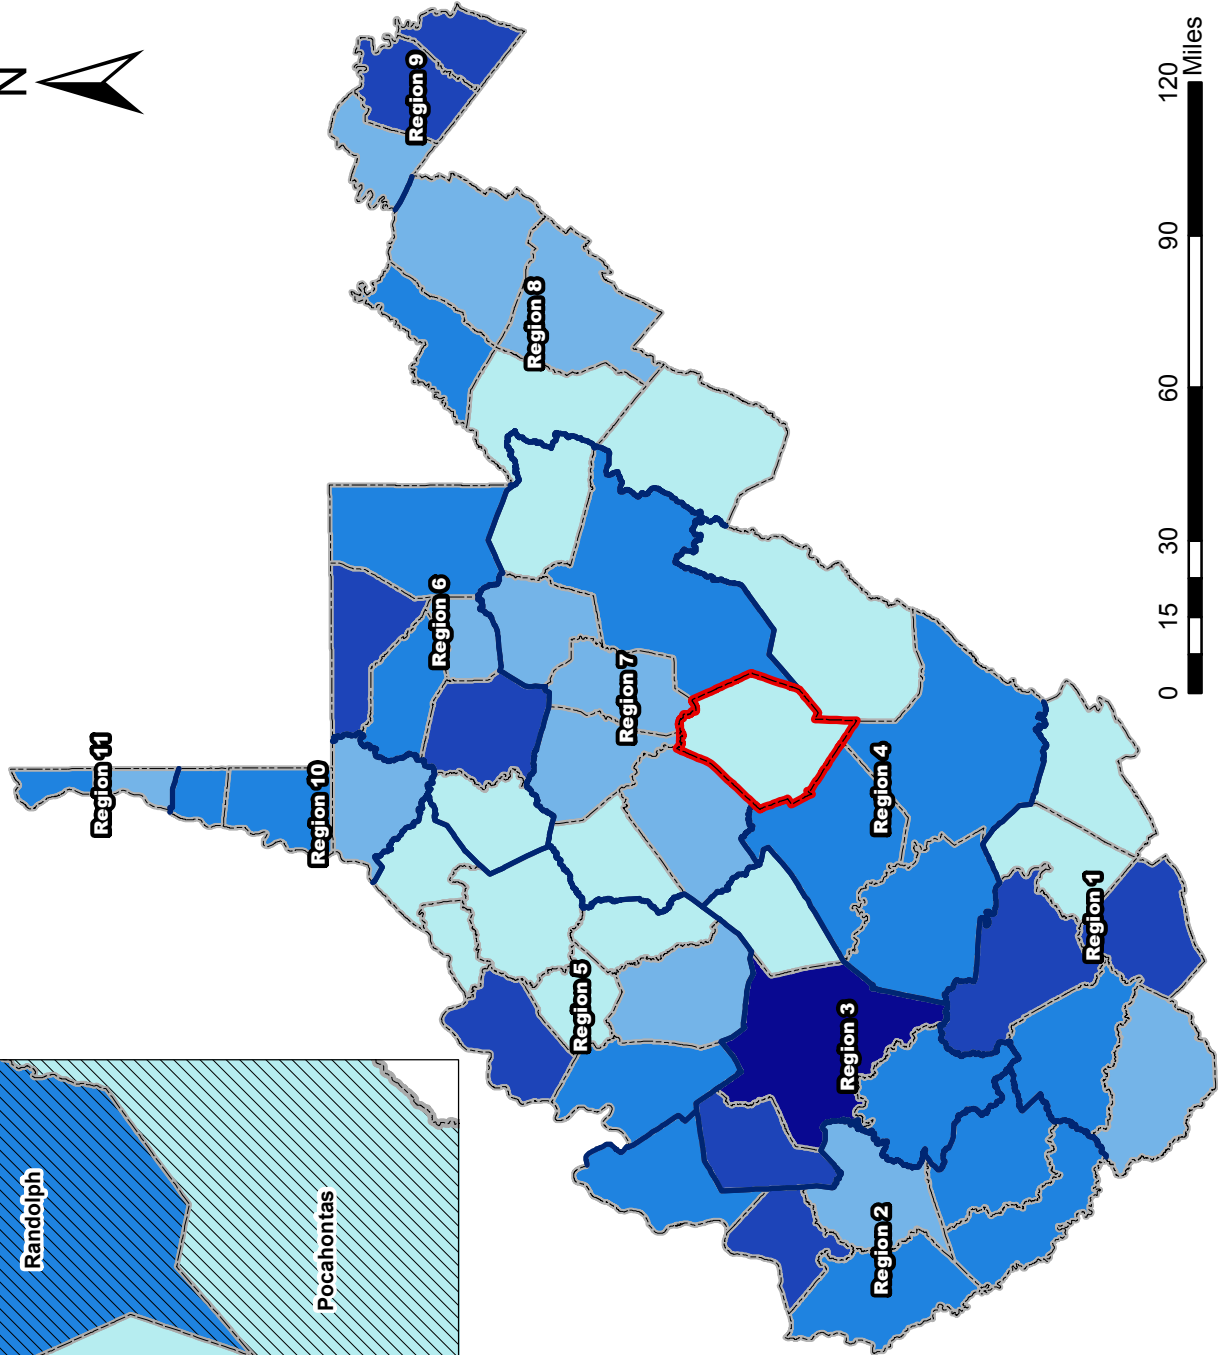 N
Region 11
Region 10
Region 9
Region 6
Region 8
Region 7
Region 5
Region 4
Region 3
Region 1
Region 2
Randolph
Pocahontas
0 15 30 60 90 120
Miles